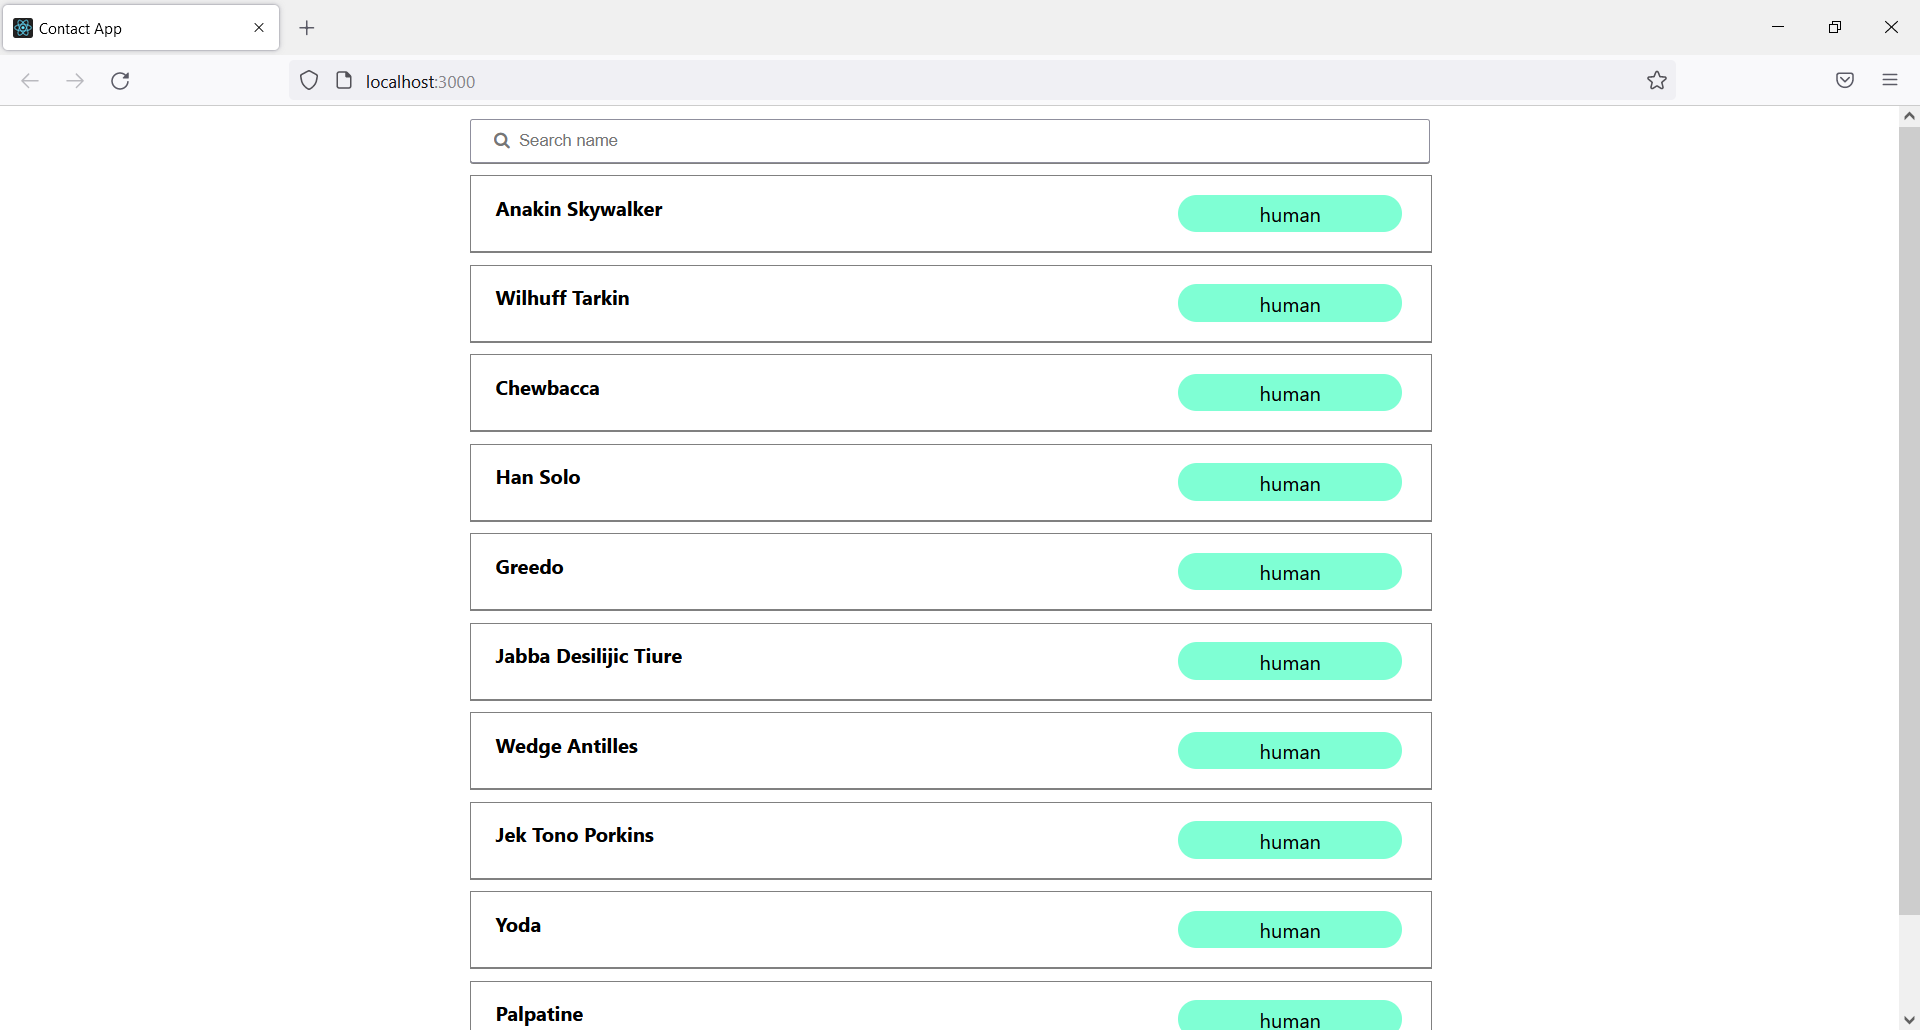 Contact App
localhost:3000
Search name
Anakin Skywalker human
Wilhuff Tarkin human
Chewbacca human
Han Solo human
Greedo human
Jabba Desilijic Tiure human
Wedge Antilles human
Jek Tono Porkins human
Yoda human
Palpatine human